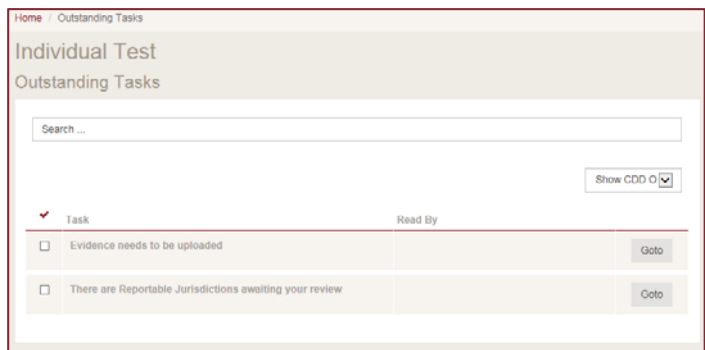 Home / Outstanding Tasks
Individual Test
Outstanding Tasks
Search ...
Show CDD O
Task Read By
Evidence needs to be uploaded Goto
There are Reportable Jurisdictions awaiting your review Goto